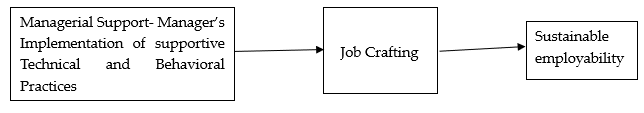 Managerial Support- Manager's
Implementation of supportive
Technical and Behavioral
Practices
Job Crafting
Sustainable
employability